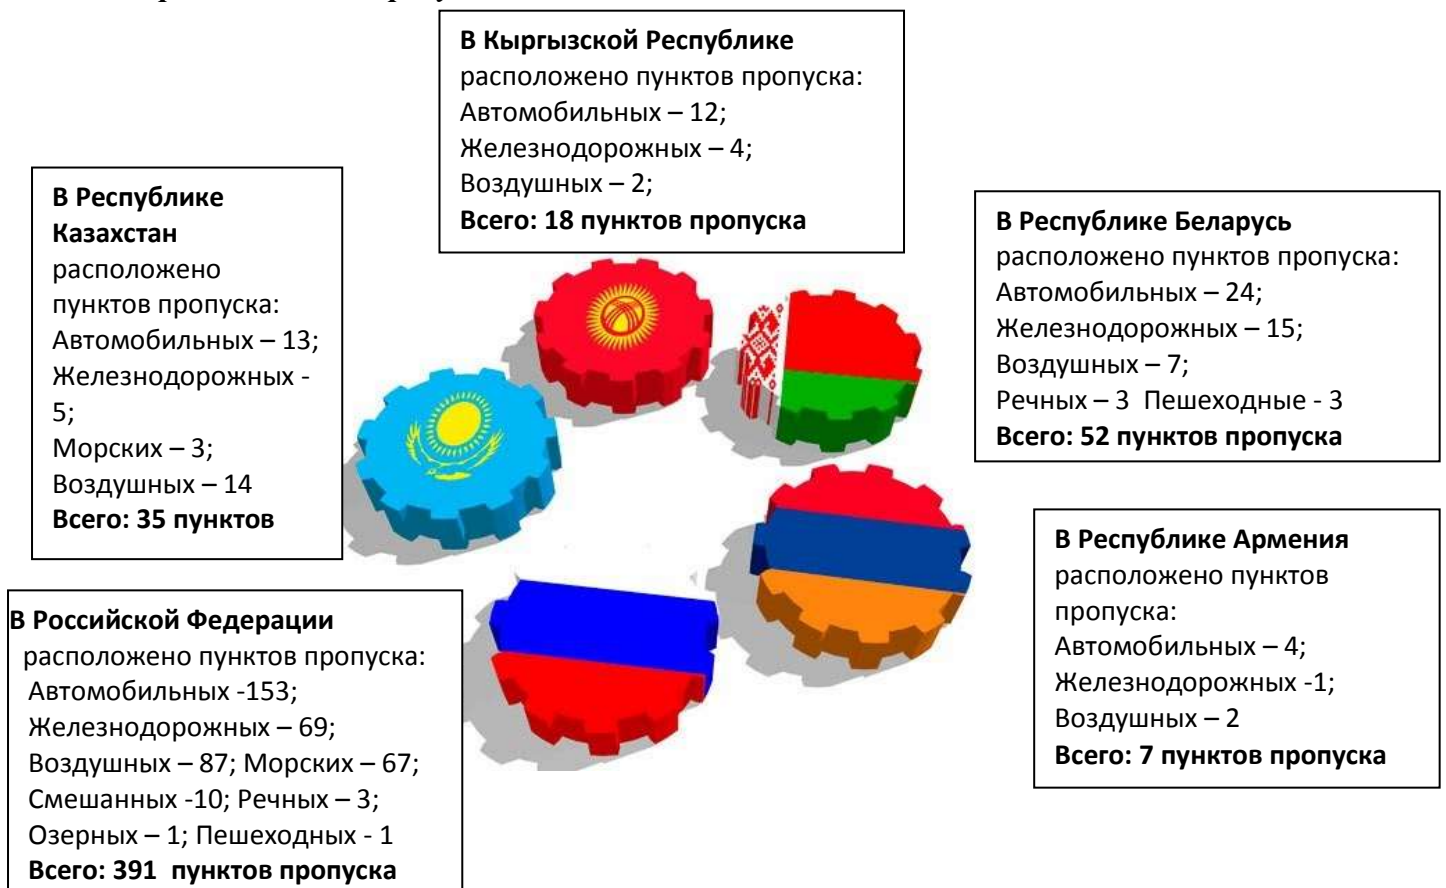 В Кыргызской Республике
расположено пунктов пропуска:
Автомобильных – 12;
Железнодорожных – 4;
Воздушных – 2;
Всего: 18 пунктов пропуска
В Республике
Казахстан
расположено
пунктов пропуска:
Автомобильных – 13;
Железнодорожных -
5;
Морских – 3;
Воздушных – 14
Всего: 35 пунктов
В Республике Беларусь
расположено пунктов пропуска:
Автомобильных – 24;
Железнодорожных – 15;
Воздушных – 7;
Речных – 3  Пешеходные - 3
Всего: 52 пунктов пропуска
В Республике Армения
расположено пунктов
пропуска:
Автомобильных – 4;
Железнодорожных -1;
Воздушных – 2
Всего: 7 пунктов пропуска
В Российской Федерации
расположено пунктов пропуска:
Автомобильных -153;
Железнодорожных – 69;
Воздушных – 87; Морских – 67;
Смешанных -10; Речных – 3;
Озерных – 1; Пешеходных - 1
Всего: 391  пунктов пропуска